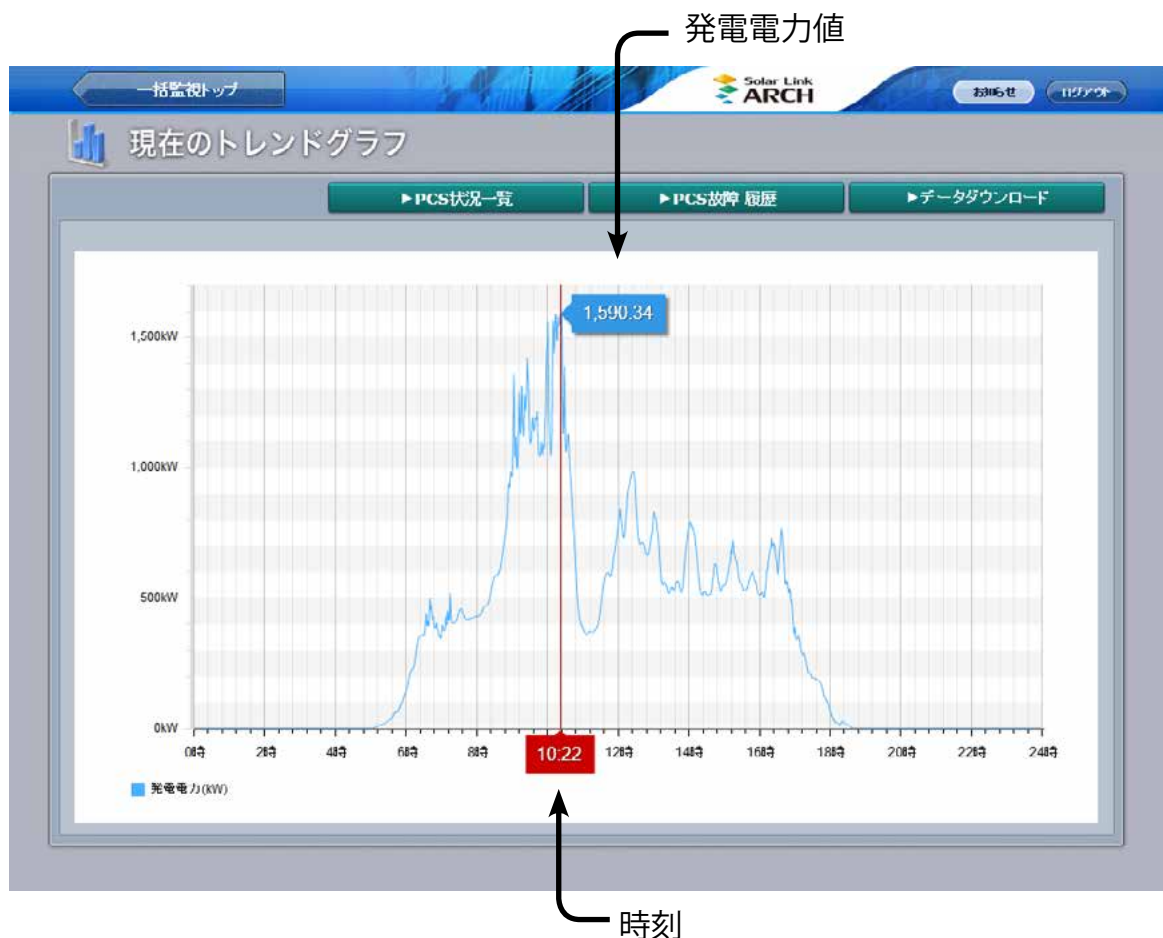 発電電力値
一括監視トップ
Solar Link
ARCH
お知らせ
ログアウト
現在のトレンドグラフ
▶PCS状況一覧
▶PCS故障 履歴
▶データダウンロード
1,590.34
1,500kW
1,000kW
500kW
0kW
0時 2時 4時 6時 8時 10:22 12時 14時 16時 18時 20時 22時 24時
発電電力(kW)
時刻